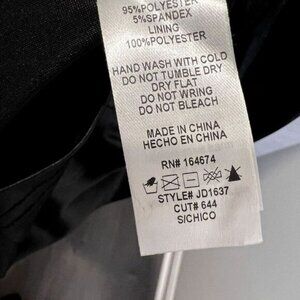 95%POLYESTER
5%SPANDEX
LINING
100%POLYESTER
HAND WASH WITH COLD
DO NOT TUMBLE DRY
DRY FLAT
DO NOT WRING
DO NOT BLEACH
MADE IN CHINA
HECHO EN CHINA
RN# 164674
STYLE# JD1637
CUT# 644
S/CHICO